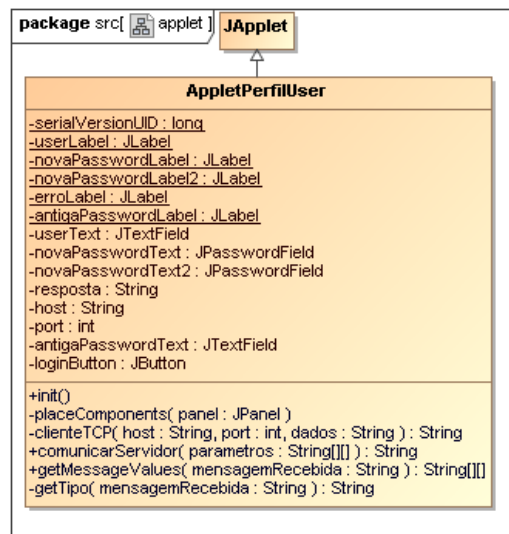 package src[ applet ]
JApplet
AppletPerfilUser
-serialVersionUID : long
-userLabel : JLabel
-novaPasswordLabel : JLabel
-novaPasswordLabel2 : JLabel
-erroLabel : JLabel
-antigaPasswordLabel : JLabel
-userText : JTextField
-novaPasswordText : JPasswordField
-novaPasswordText2 : JPasswordField
-resposta : String
-host : String
-port : int
-antigaPasswordText : JTextField
-loginButton : JButton
+init()
-placeComponents( panel : JPanel )
-clienteTCP( host : String, port : int, dados : String ) : String
+comunicarServidor( parametros : String[][] ) : String
+getMessageValues( mensagemRecebida : String ) : String[][]
-getTipo( mensagemRecebida : String ) : String